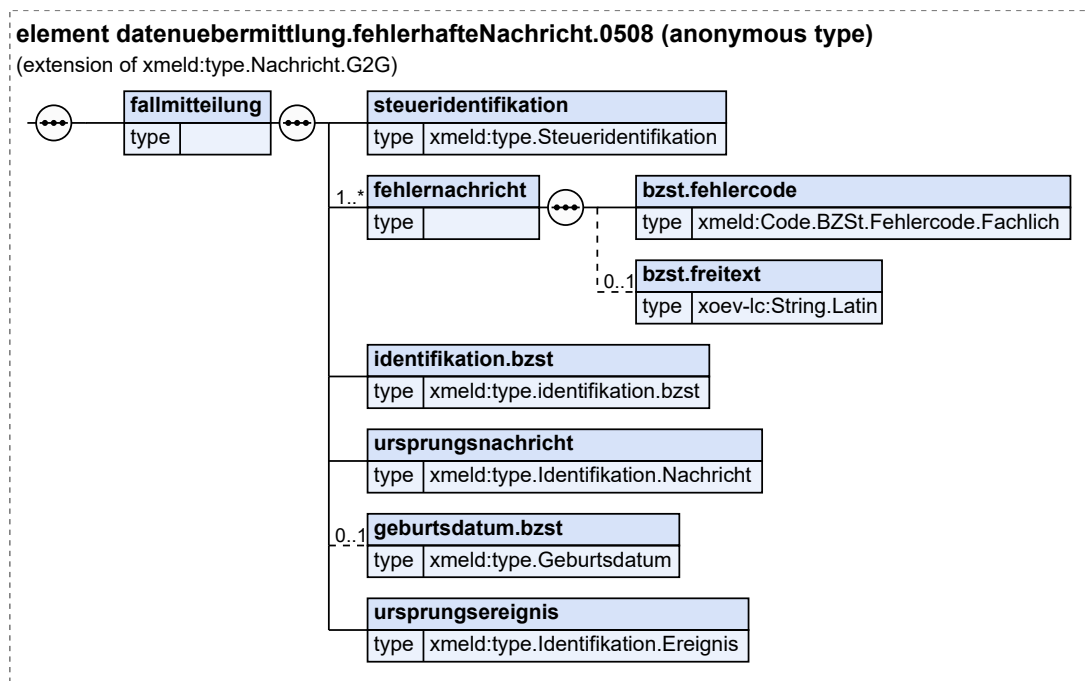 element datenuebermittlung.fehlerhafteNachricht.0508 (anonymous type)
(extension of xmeld:type.Nachricht.G2G)
fallmitteilung
type
steueridentifikation
type xmeld:type.Steueridentifikation
1..*
fehlernachricht
type
bzst.fehlercode
type xmeld:Code.BZSt.Fehlercode.Fachlich
0..1
bzst.freitext
type xoev-lc:String.Latin
identifikation.bzst
type xmeld:type.identifikation.bzst
ursprungsnachricht
type xmeld:type.Identifikation.Nachricht
0..1
geburtsdatum.bzst
type xmeld:type.Geburtsdatum
ursprungsereignis
type xmeld:type.Identifikation.Ereignis